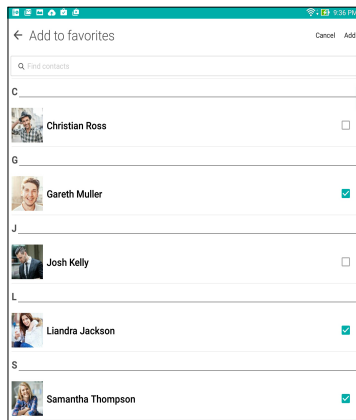 9:36 PM
Add to favorites
Cancel
Add
Find contacts
C
Christian Ross
G
Gareth Muller
J
Josh Kelly
L
Liandra Jackson
S
Samantha Thompson